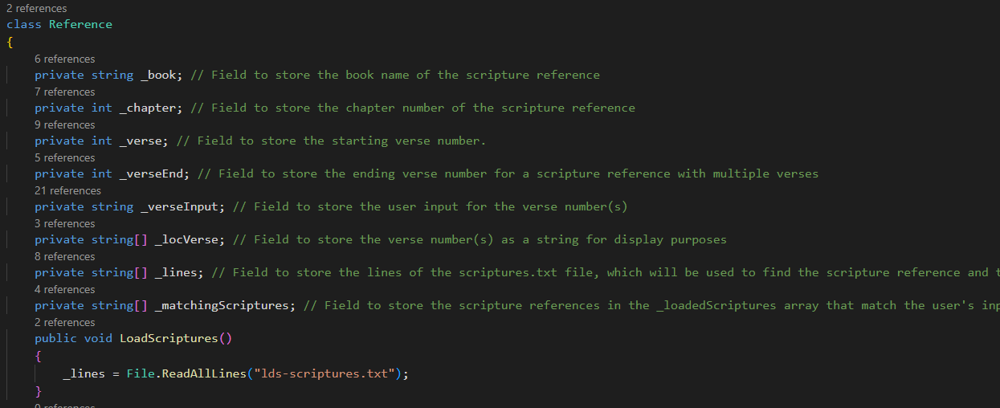 2 references
class Reference
{
6 references
private string _book; // Field to store the book name of the scripture reference
7 references
private int _chapter; // Field to store the chapter number of the scripture reference
9 references
private int _verse; // Field to store the starting verse number.
5 references
private int _verseEnd; // Field to store the ending verse number for a scripture reference with multiple verses
21 references
private string _verseInput; // Field to store the user input for the verse number(s)
3 references
private string[] _locVerse; // Field to store the verse number(s) as a string for display purposes
8 references
private string[] _lines; // Field to store the lines of the scriptures.txt file, which will be used to find the scripture reference and t
4 references
private string[] _matchingScriptures; // Field to store the scripture references in the _loadedScriptures array that match the user's inp
2 references
public void LoadScriptures()
{
_lines = File.ReadAllLines("lds-scriptures.txt");
}
0 references